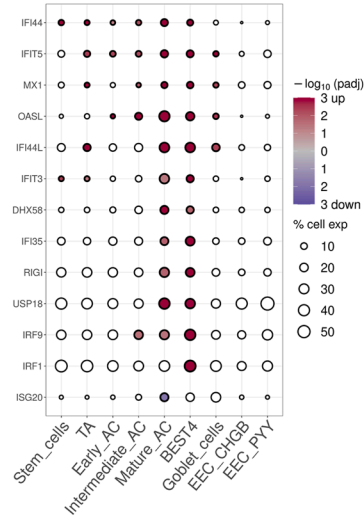 IFI44
IFIT5
MX1
OASL
IFI44L
IFIT3
DHX58
IFI35
RIGI
USP18
IRF9
IRF1
ISG20
Stem_cells
TA
Early_AC
Intermediate_AC
Mature_AC
BEST4
Goblet_cells
EEC_CHGB
EEC_PYY
−log10 (padj)
3 up
2
1
0
1
2
3 down
% cell exp
10
20
30
40
50